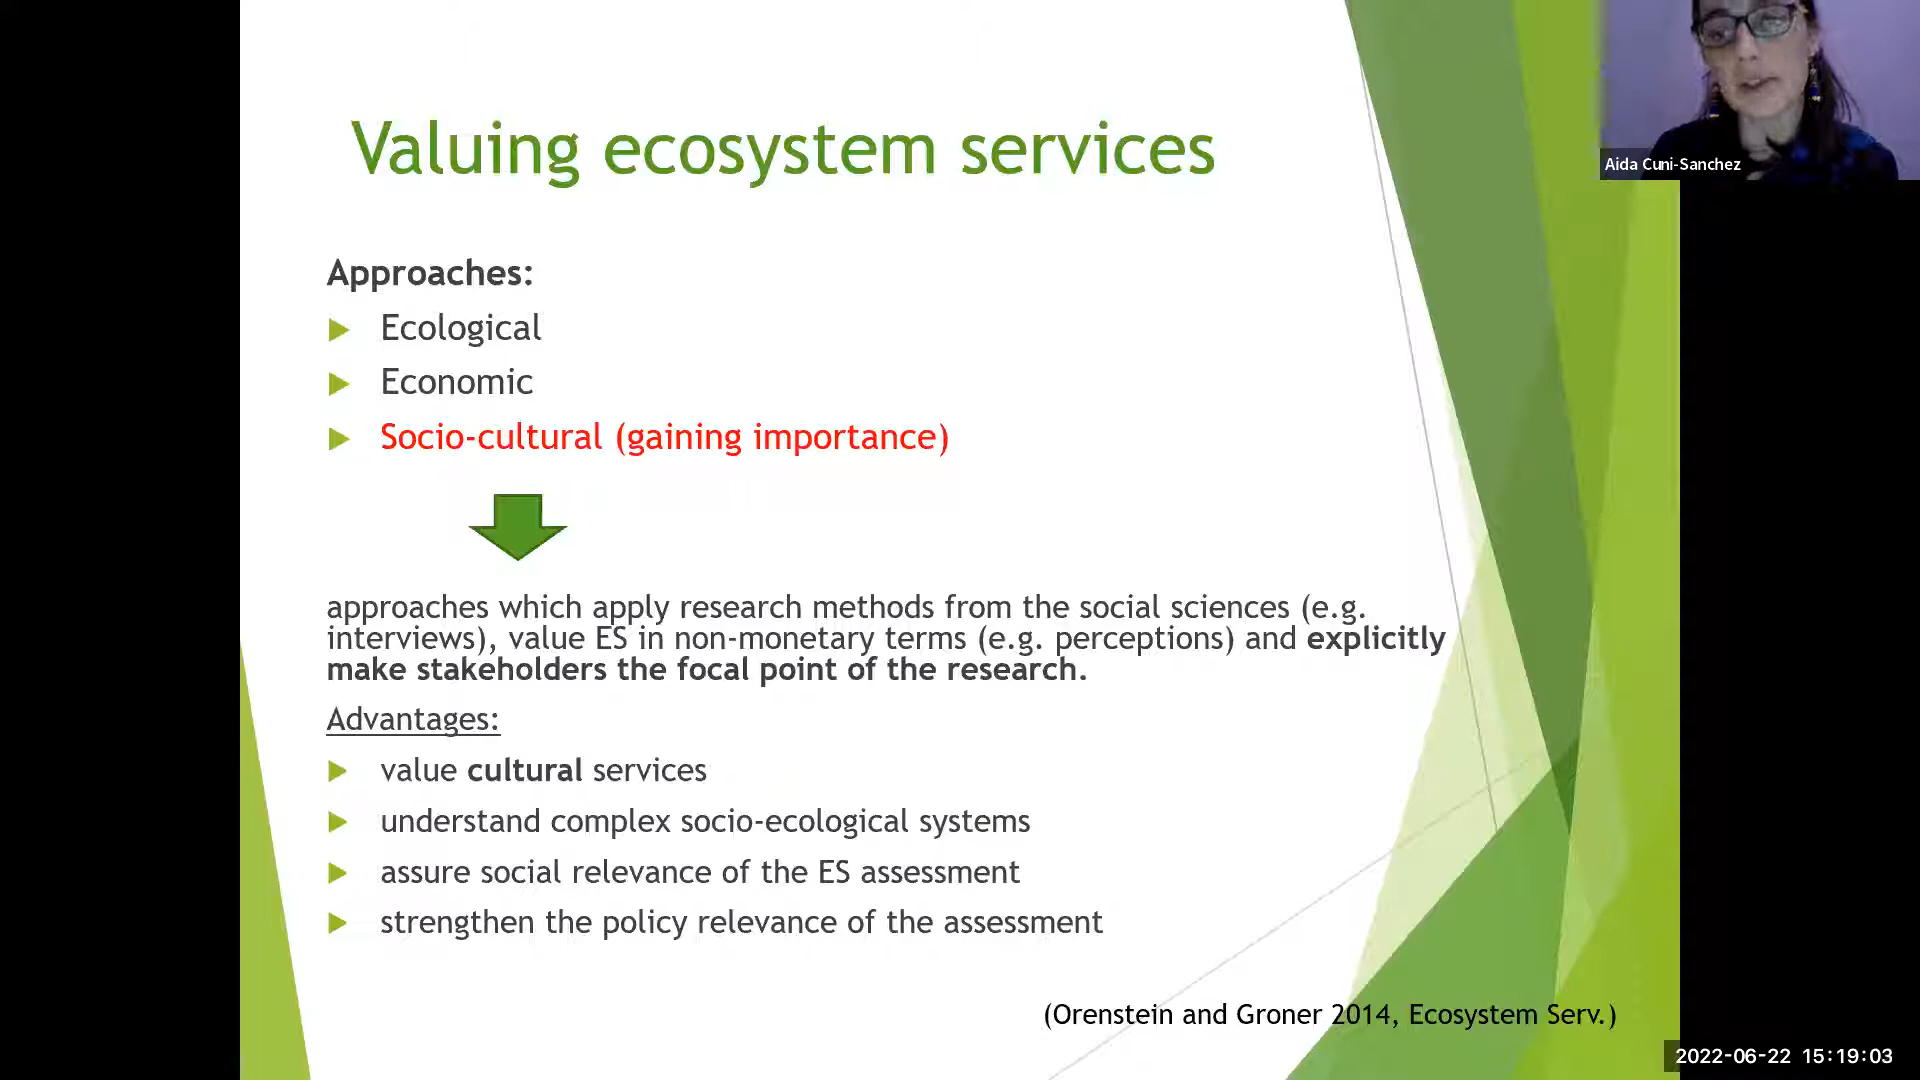 Valuing ecosystem services
Aida Cuni-Sanchez
Approaches:
Ecological
Economic
Socio-cultural (gaining importance)
approaches which apply research methods from the social sciences (e.g.
interviews), value ES in non-monetary terms (e.g. perceptions) and explicitly
make stakeholders the focal point of the research.
Advantages:
value cultural services
understand complex socio-ecological systems
assure social relevance of the ES assessment
strengthen the policy relevance of the assessment
(Orenstein and Groner 2014, Ecosystem Serv.)
2022-06-22 15:19:03